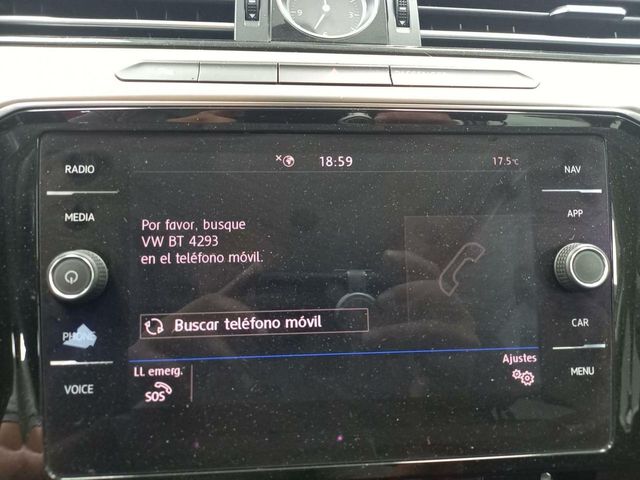 18:59
17.5°C
RADIO
NAV
MEDIA
APP
Por favor, busque
VW BT 4293
en el teléfono móvil.
Buscar teléfono móvil
PHONE
CAR
Ajustes
LL emerg.
SOS
VOICE
MENU